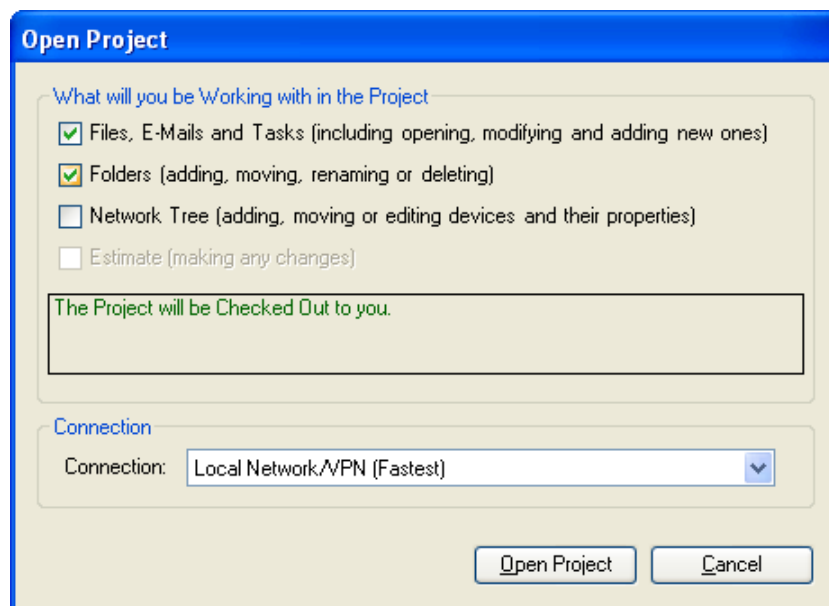 Open Project
What will you be Working with in the Project
Files, E-Mails and Tasks (including opening, modifying and adding new ones)
Folders (adding, moving, renaming or deleting)
Network Tree (adding, moving or editing devices and their properties)
Estimate (making any changes)
The Project will be Checked Out to you.
Connection
Connection: Local Network/VPN (Fastest)
Open Project Cancel